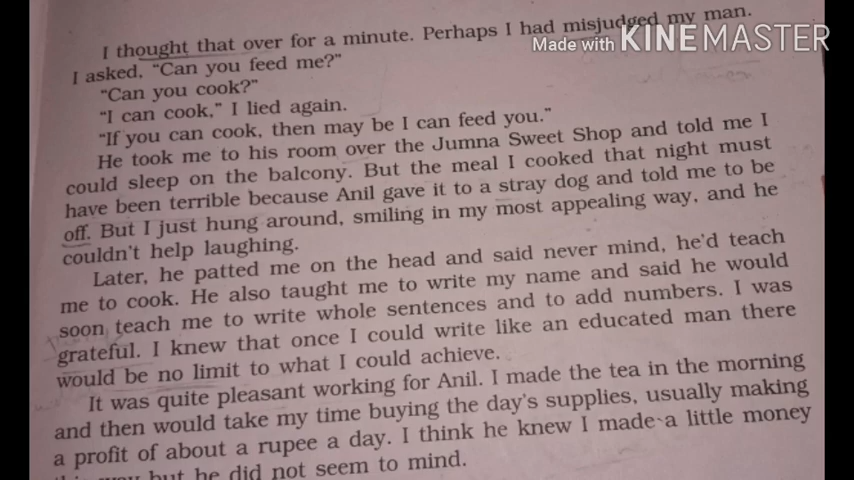 I thought that over for a minute. Perhaps I had misjudged my man.
Made with KINEMASTER
I asked, "Can you feed me?"
"Can you cook?"
"I can cook," I lied again.
"If you can cook, then may be I can feed you."
He took me to his room over the Jumna Sweet Shop and told me I
could sleep on the balcony. But the meal I cooked that night must
have been terrible because Anil gave it to a stray dog and told me to be
off. But I just hung around, smiling in my most appealing way, and he
couldn't help laughing.
Later, he patted me on the head and said never mind, he'd teach
me to cook. He also taught me to write my name and said he would
soon teach me to write whole sentences and to add numbers. I was
grateful. I knew that once I could write like an educated man there
would be no limit to what I could achieve.
It was quite pleasant working for Anil. I made the tea in the morning
and then would take my time buying the day's supplies, usually making
a profit of about a rupee a day. I think he knew I made a little money
way but he did not seem to mind.